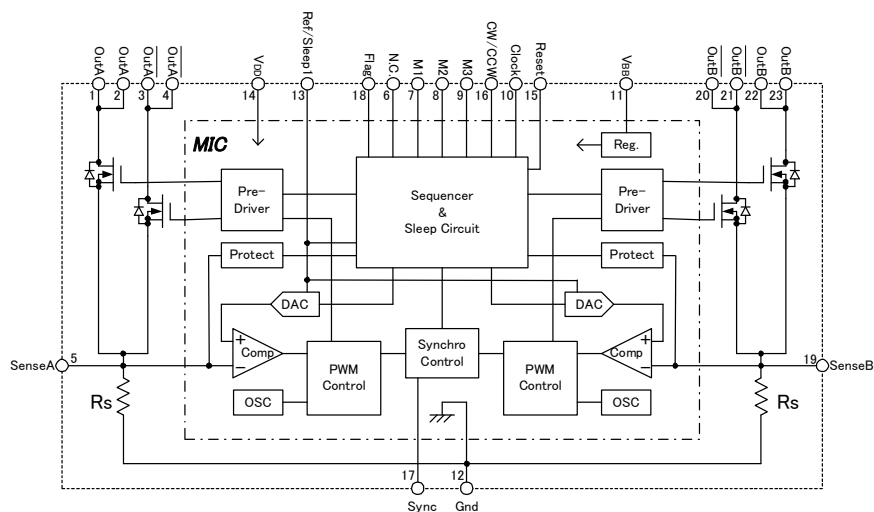 OutA
OutA
OutA
OutA
VDD
Ref/Sleep1
Flag
N.C.
M1
M2
M3
CW/CCW
Clock
Reset
VBB
OutB
OutB
OutB
OutB
1
2
3
4
14
13
18
6
7
8
9
16
10
15
11
20
21
22
23
MIC
Reg.
Pre-
Driver
Sequencer
&
Sleep Circuit
Pre-
Driver
Protect
Protect
DAC
DAC
SenseA
5
+
Comp
−
PWM
Control
Synchro
Control
PWM
Control
+
Comp
−
19
SenseB
Rs
OSC
OSC
Rs
17
12
Sync
Gnd